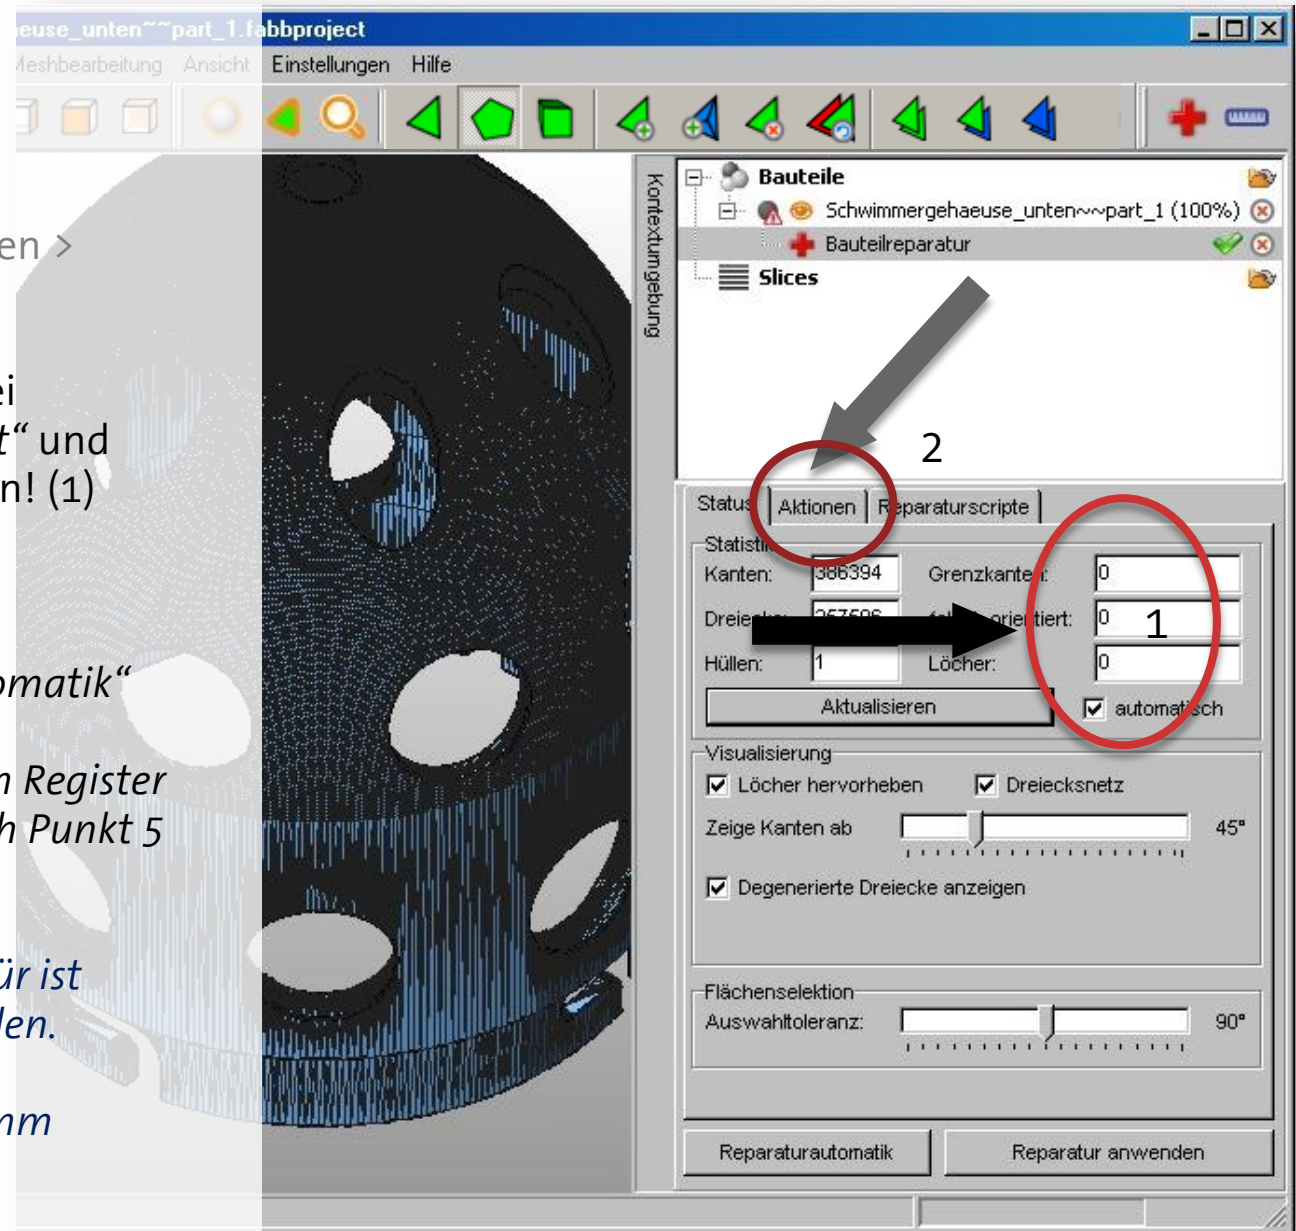 euse_unten~~part_1.fabbproject
Meshbearbeitung Ansicht Einstellungen Hilfe
en >
t“ und
n! (1)
omatik“
Register
Punkt 5
ür ist
den.
mm
Kontextumgebung
Bauteile
Schwimmergehaeuse_unten~~part_1 (100%)
Bauteilreparatur
Slices
2
Status Aktionen Reparaturscripte
Statistik
Kanten: 386394 Grenzkanten: 0
orientiert: 0 1
Hüllen: 1 Löcher: 0
Aktualisieren automatisch
Visualisierung
Löcher hervorheben Dreiecksnetz
Zeige Kanten ab 45°
Degenerierte Dreiecke anzeigen
Flächenselektion
Auswahltoleranz: 90°
Reparaturautomatik Reparatur anwenden